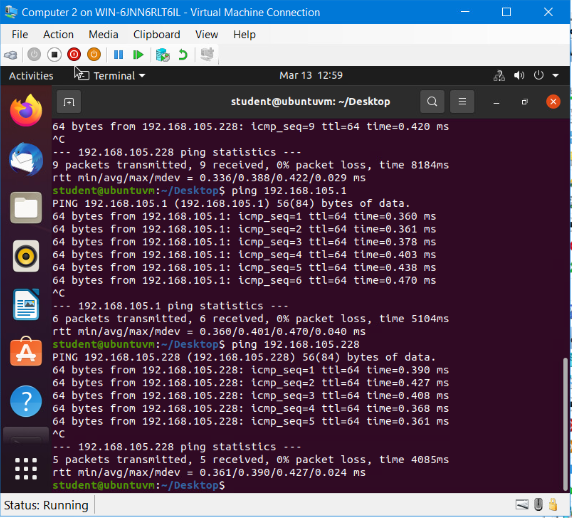 Computer 2 on WIN-6JNN6RLT6IL - Virtual Machine Connection
File Action Media Clipboard View Help
Activities Terminal Mar 13 12:59
student@ubuntuvm: ~/Desktop
64 bytes from 192.168.105.228: icmp_seq=9 ttl=64 time=0.420 ms
^C
--- 192.168.105.228 ping statistics ---
9 packets transmitted, 9 received, 0% packet loss, time 8184ms
rtt min/avg/max/mdev = 0.336/0.388/0.422/0.029 ms
student@ubuntuvm:~/Desktop$ ping 192.168.105.1
PING 192.168.105.1 (192.168.105.1) 56(84) bytes of data.
64 bytes from 192.168.105.1: icmp_seq=1 ttl=64 time=0.360 ms
64 bytes from 192.168.105.1: icmp_seq=2 ttl=64 time=0.361 ms
64 bytes from 192.168.105.1: icmp_seq=3 ttl=64 time=0.378 ms
64 bytes from 192.168.105.1: icmp_seq=4 ttl=64 time=0.403 ms
64 bytes from 192.168.105.1: icmp_seq=5 ttl=64 time=0.438 ms
64 bytes from 192.168.105.1: icmp_seq=6 ttl=64 time=0.470 ms
^C
--- 192.168.105.1 ping statistics ---
6 packets transmitted, 6 received, 0% packet loss, time 5104ms
rtt min/avg/max/mdev = 0.360/0.401/0.470/0.040 ms
student@ubuntuvm:~/Desktop$ ping 192.168.105.228
PING 192.168.105.228 (192.168.105.228) 56(84) bytes of data.
64 bytes from 192.168.105.228: icmp_seq=1 ttl=64 time=0.390 ms
64 bytes from 192.168.105.228: icmp_seq=2 ttl=64 time=0.427 ms
64 bytes from 192.168.105.228: icmp_seq=3 ttl=64 time=0.408 ms
64 bytes from 192.168.105.228: icmp_seq=4 ttl=64 time=0.368 ms
64 bytes from 192.168.105.228: icmp_seq=5 ttl=64 time=0.361 ms
^C
--- 192.168.105.228 ping statistics ---
5 packets transmitted, 5 received, 0% packet loss, time 4085ms
rtt min/avg/max/mdev = 0.361/0.390/0.427/0.024 ms
student@ubuntuvm:~/Desktop$
Status: Running